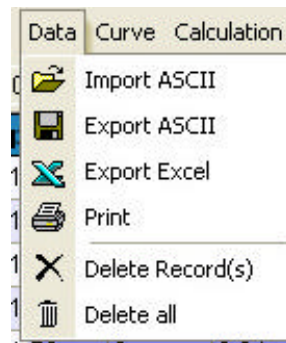 Data Curve Calculation
Import ASCII
Export ASCII
Export Excel
Print
Delete Record(s)
Delete all